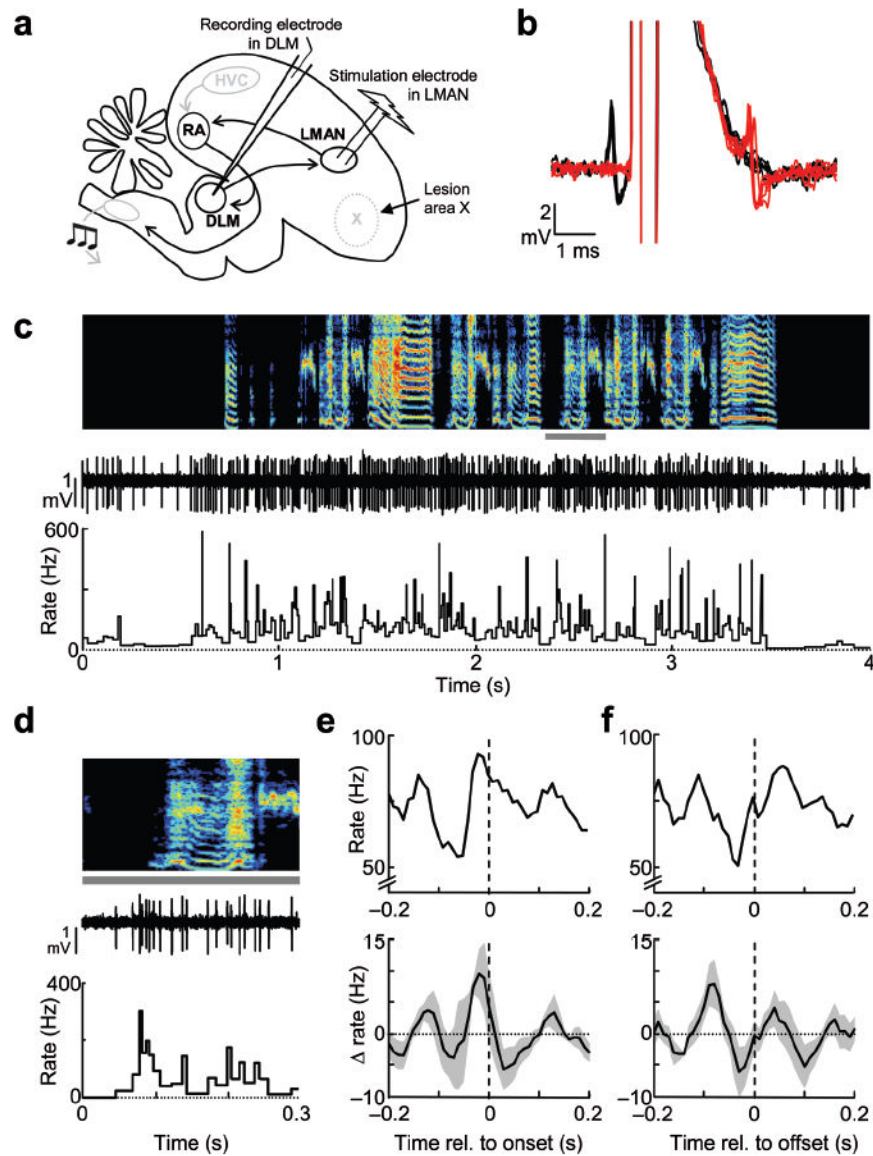 a
Recording electrode
in DLM
Stimulation electrode
in LMAN
HVC
RA
LMAN
DLM
X
Lesion
area X
b
2
mV
1 ms
c
1
mV
600
Rate (Hz)
0
0 1 2 3 4
Time (s)
d
1
mV
400
Rate (Hz)
0
0 0.3
Time (s)
e
100
Rate (Hz)
50
−0.2 0 0.2
15
Δ rate (Hz)
0
−10
−0.2 0 0.2
Time rel. to onset (s)
f
100
50
−0.2 0 0.2
15
0
−10
−0.2 0 0.2
Time rel. to offset (s)